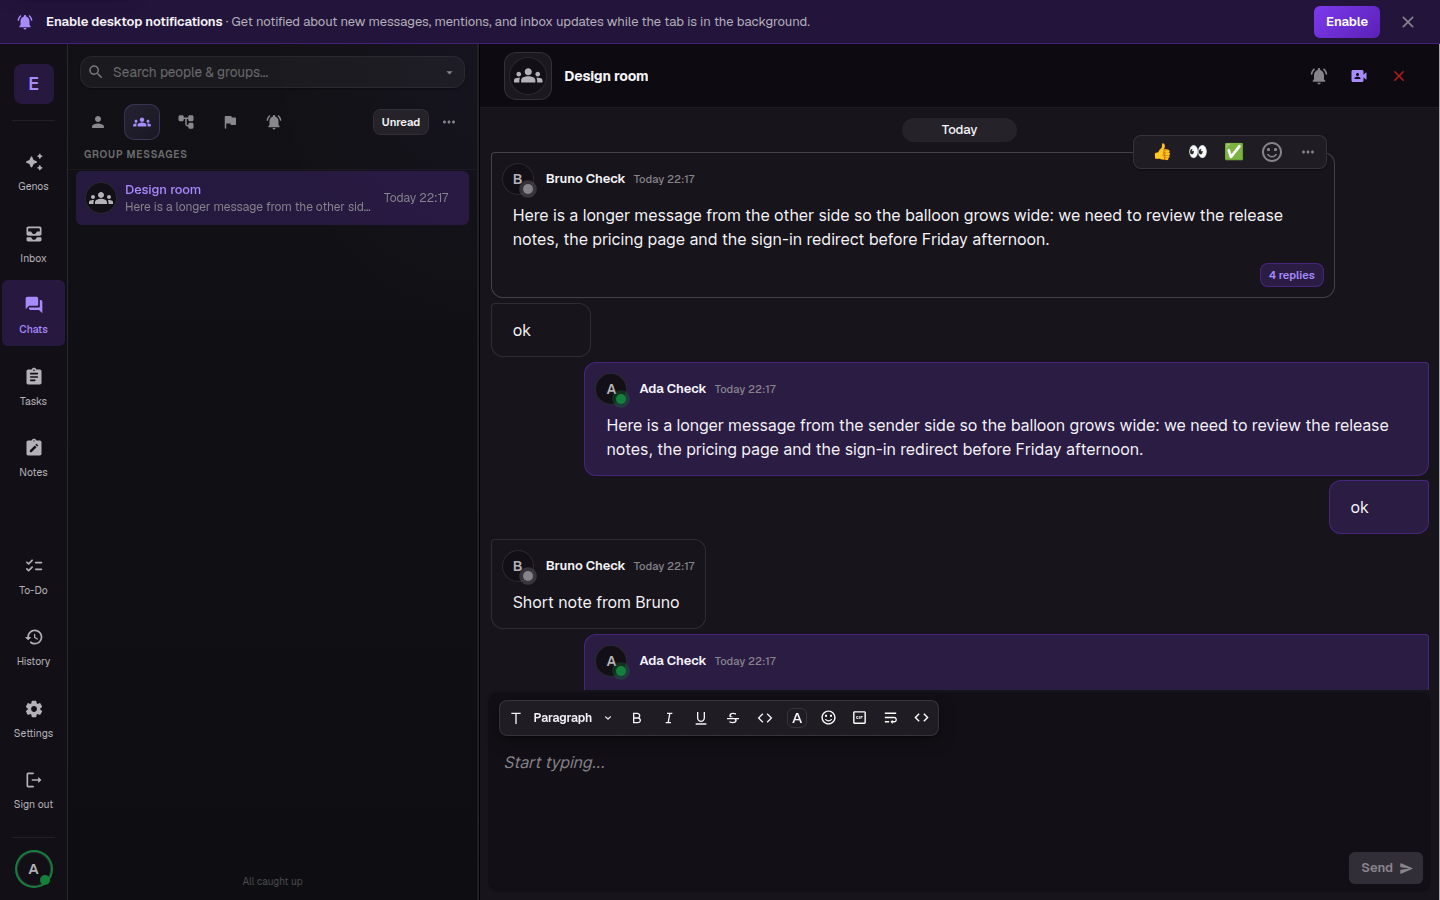 Enable desktop notifications · Get notified about new messages, mentions, and inbox updates while the tab is in the background.
Enable
E
Genos
Inbox
Chats
Tasks
Notes
To-Do
History
Settings
Sign out
A
Search people & groups...
Unread
GROUP MESSAGES
Design room
Here is a longer message from the other sid...
Today 22:17
All caught up
Design room
Today
B
Bruno Check Today 22:17
Here is a longer message from the other side so the balloon grows wide: we need to review the release
notes, the pricing page and the sign-in redirect before Friday afternoon.
4 replies
ok
A
Ada Check Today 22:17
Here is a longer message from the sender side so the balloon grows wide: we need to review the release
notes, the pricing page and the sign-in redirect before Friday afternoon.
ok
B
Bruno Check Today 22:17
Short note from Bruno
A
Ada Check Today 22:17
T Paragraph B I U S A GIF
Start typing...
Send